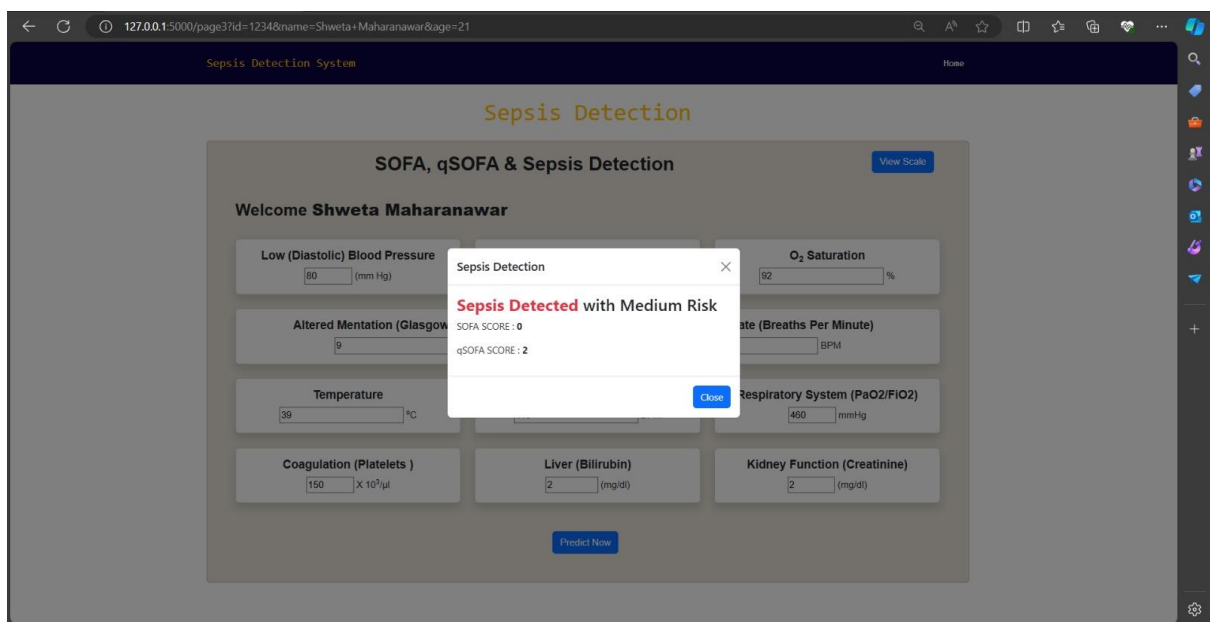 127.0.0.1:5000/page3?id=1234&name=Shweta+Maharanawar&age=21
Sepsis Detection System
Home
Sepsis Detection
SOFA, qSOFA & Sepsis Detection
View Scale
Welcome Shweta Maharanawar
Low (Diastolic) Blood Pressure
80 (mm Hg)
O₂ Saturation
92 %
Sepsis Detection
Sepsis Detected with Medium Risk
SOFA SCORE : 0
qSOFA SCORE : 2
Close
Altered Mentation (Glasgow
9
ate (Breaths Per Minute)
BPM
Temperature
39 °C
Respiratory System (PaO2/FiO2)
460 mmHg
Coagulation (Platelets )
150 X 10³/µl
Liver (Bilirubin)
2 (mg/dl)
Kidney Function (Creatinine)
2 (mg/dl)
Predict Now